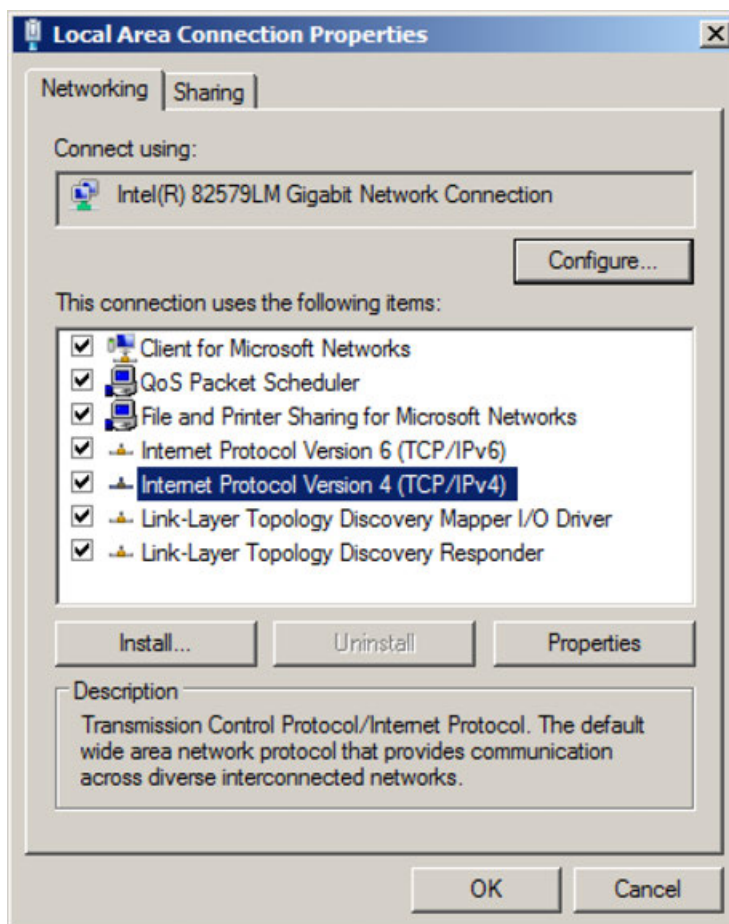 Local Area Connection Properties
Networking
Sharing
Connect using:
Intel(R) 82579LM Gigabit Network Connection
Configure...
This connection uses the following items:
Client for Microsoft Networks
QoS Packet Scheduler
File and Printer Sharing for Microsoft Networks
Internet Protocol Version 6 (TCP/IPv6)
Internet Protocol Version 4 (TCP/IPv4)
Link-Layer Topology Discovery Mapper I/O Driver
Link-Layer Topology Discovery Responder
Install...
Uninstall
Properties
Description
Transmission Control Protocol/Internet Protocol. The default
wide area network protocol that provides communication
across diverse interconnected networks.
OK
Cancel